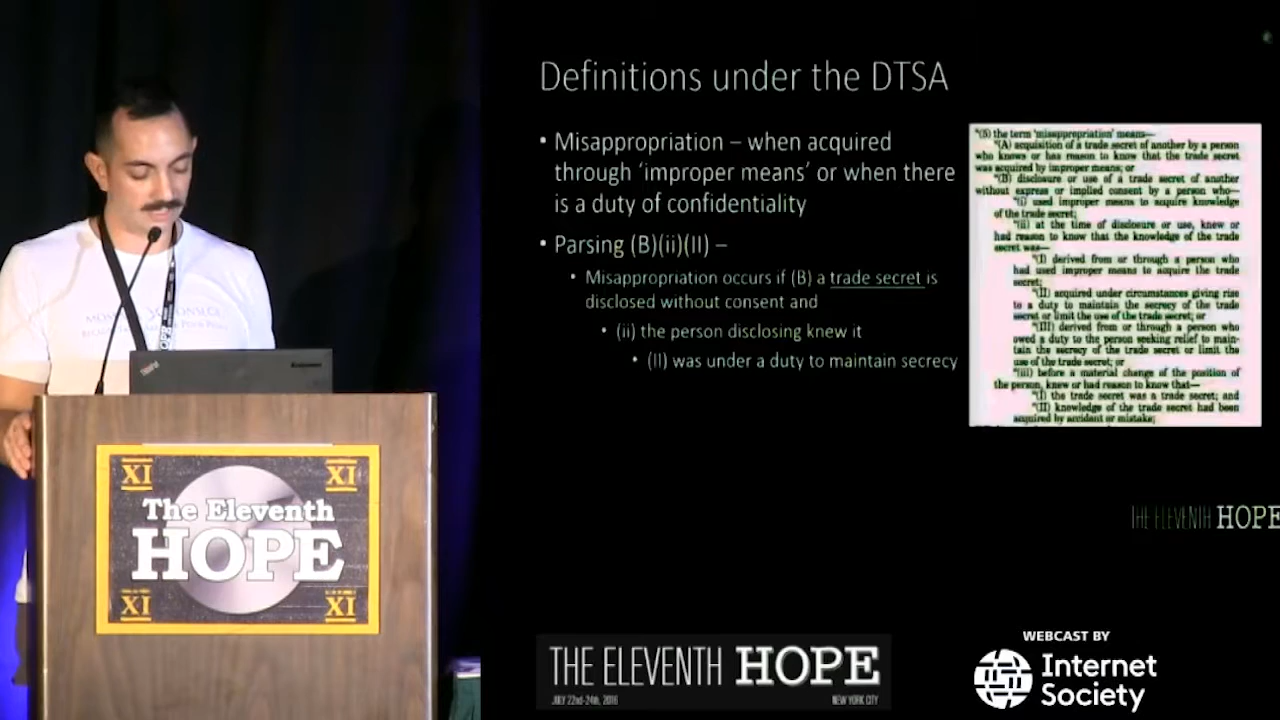 Definitions under the DTSA
• Misappropriation – when acquired
through ‘improper means’ or when there
is a duty of confidentiality
• Parsing (B)(ii)(II) –
• Misappropriation occurs if (B) a trade secret is
disclosed without consent and
• (ii) the person disclosing knew it
• (II) was under a duty to maintain secrecy
"(5) the term 'misappropriation' means—
"(A) acquisition of a trade secret of another by a person
who knows or has reason to know that the trade secret
was acquired by improper means; or
"(B) disclosure or use of a trade secret of another
without express or implied consent by a person who—
"(i) used improper means to acquire knowledge
of the trade secret;
"(ii) at the time of disclosure or use, knew or
had reason to know that the knowledge of the trade
secret was—
"(I) derived from or through a person who
had used improper means to acquire the trade
secret;
"(II) acquired under circumstances giving rise
to a duty to maintain the secrecy of the trade
secret or limit the use of the trade secret; or
"(III) derived from or through a person who
owed a duty to the person seeking relief to main-
tain the secrecy of the trade secret or limit the
use of the trade secret; or
"(iii) before a material change of the position of
the person, knew or had reason to know that—
"(I) the trade secret was a trade secret; and
"(II) knowledge of the trade secret had been
acquired by accident or mistake;
THE ELEVENTH HOPE
XI XI
The Eleventh
HOPE
XI XI
HOPE
THE ELEVENTH HOPE
JULY 22nd-24th, 2016 NEW YORK CITY
WEBCAST BY
Internet
Society